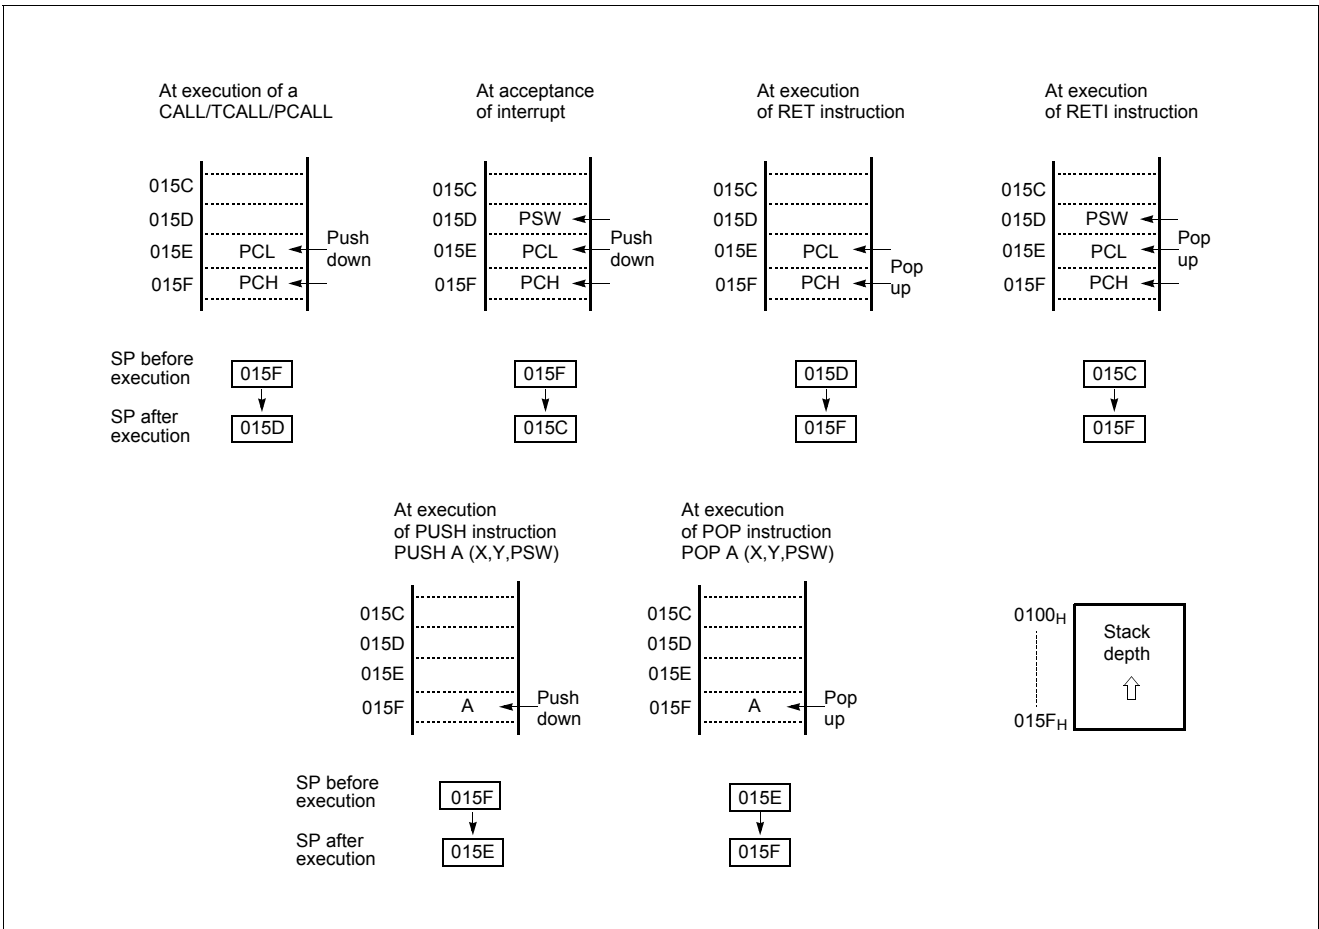 At execution of a
CALL/TCALL/PCALL
015C
015D
015E
015F
PCL
PCH
Push
down
At acceptance
of interrupt
015C
015D
015E
015F
PSW
PCL
PCH
Push
down
At execution
of RET instruction
015C
015D
015E
015F
PCL
PCH
Pop
up
At execution
of RETI instruction
015C
015D
015E
015F
PSW
PCL
PCH
Pop
up
SP before
execution
015F
015F
015D
015C
SP after
execution
015D
015C
015F
015F
At execution
of PUSH instruction
PUSH A (X,Y,PSW)
015C
015D
015E
015F
A
Push
down
At execution
of POP instruction
POP A (X,Y,PSW)
015C
015D
015E
015F
A
Pop
up
0100H
Stack
depth
015FH
SP before
execution
015F
015E
SP after
execution
015E
015F